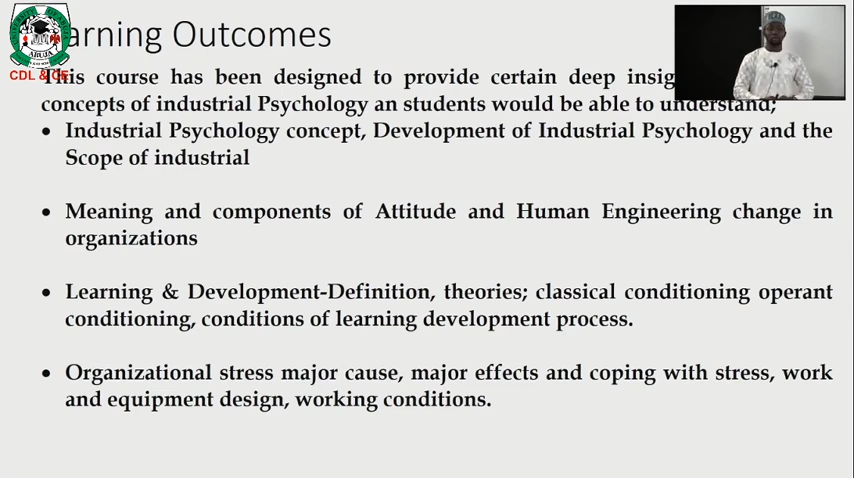 arning Outcomes
CDL & CE
This course has been designed to provide certain deep insig
concepts of industrial Psychology an students would be able to understand;
• Industrial Psychology concept, Development of Industrial Psychology and the
Scope of industrial
• Meaning and components of Attitude and Human Engineering change in
organizations
• Learning & Development-Definition, theories; classical conditioning operant
conditioning, conditions of learning development process.
• Organizational stress major cause, major effects and coping with stress, work
and equipment design, working conditions.